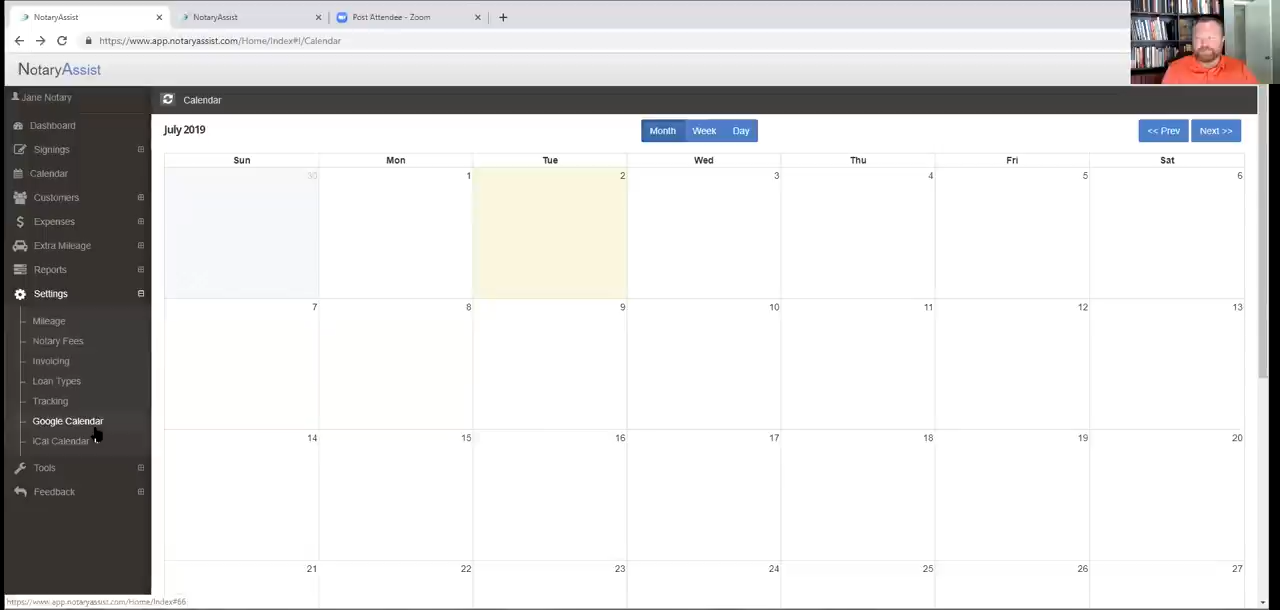 NotaryAssist
NotaryAssist
Post Attendee - Zoom
https://www.app.notaryassist.com/Home/Index#!/Calendar
NotaryAssist
Jane Notary
Dashboard
Signings
Calendar
Customers
Expenses
Extra Mileage
Reports
Settings
Mileage
Notary Fees
Invoicing
Loan Types
Tracking
Google Calendar
iCal Calendar
Tools
Feedback
Calendar
July 2019
Month Week Day
<< Prev Next >>
Sun Mon Tue Wed Thu Fri Sat
30 1 2 3 4 5 6
7 8 9 10 11 12 13
14 15 16 17 18 19 20
21 22 23 24 25 26 27
https://www.app.notaryassist.com/Home/Index#66